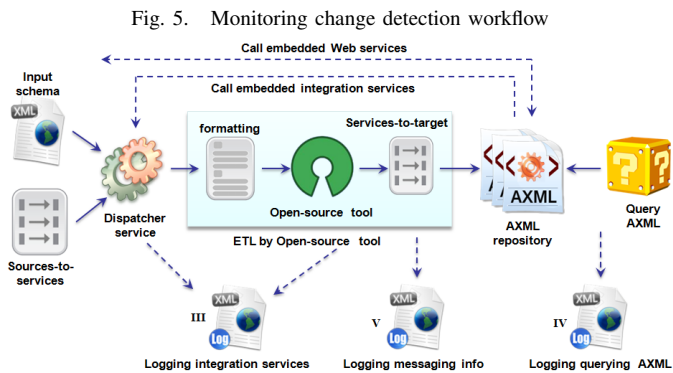 Fig. 5. Monitoring change detection workflow
Call embedded Web services
Input
schema
Call embedded integration services
XML
formatting
Services-to-target
AXML
Open-source tool
Dispatcher
service
ETL by Open-source tool
AXML
repository
Query
AXML
Sources-to-
services
III
XML
Log
V
XML
Log
IV
XML
Log
Logging integration services
Logging messaging info
Logging querying AXML